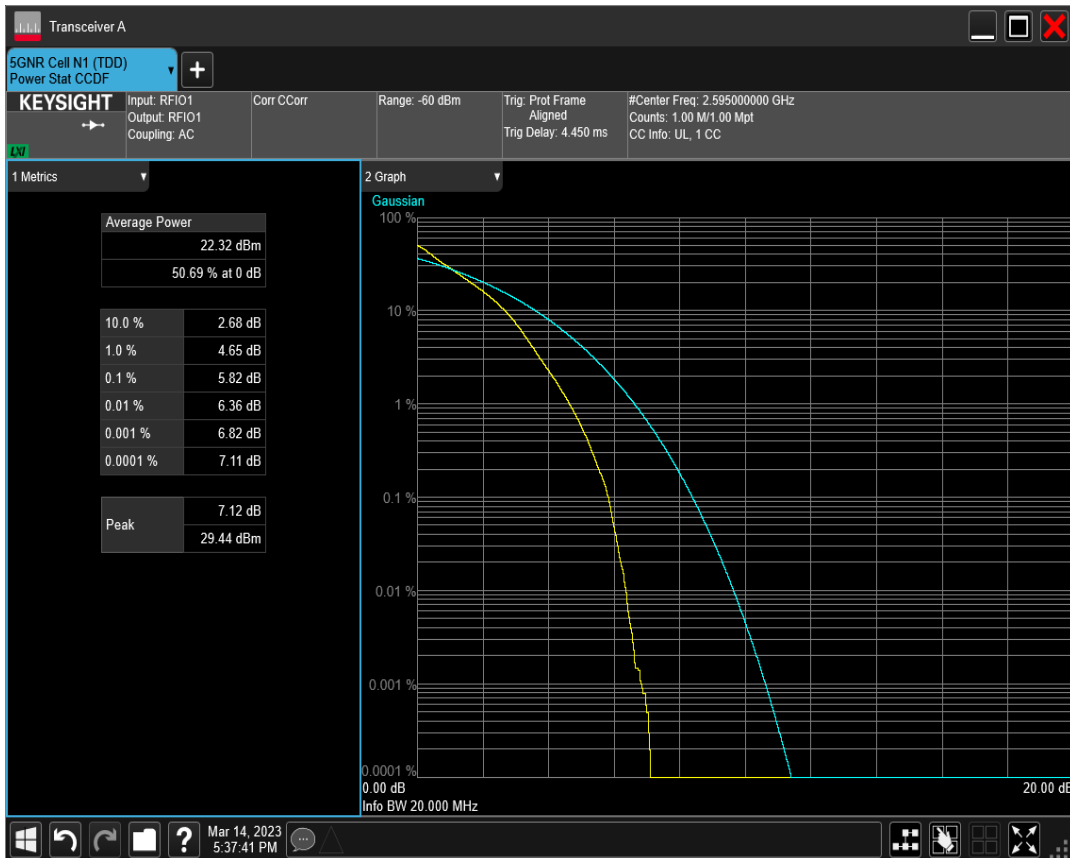 Transceiver A
5GNR Cell N1 (TDD)
Power Stat CCDF
+
KEYSIGHT
LXI
Input: RFIO1
Output: RFIO1
Coupling: AC
Corr CCorr
Range: -60 dBm
Trig: Prot Frame
Aligned
Trig Delay: 4.450 ms
#Center Freq: 2.595000000 GHz
Counts: 1.00 M/1.00 Mpt
CC Info: UL, 1 CC
1 Metrics
Average Power
22.32 dBm
50.69 % at 0 dB
10.0 % 2.68 dB
1.0 % 4.65 dB
0.1 % 5.82 dB
0.01 % 6.36 dB
0.001 % 6.82 dB
0.0001 % 7.11 dB
Peak 7.12 dB
29.44 dBm
2 Graph
Gaussian
100 %
10 %
1 %
0.1 %
0.01 %
0.001 %
0.0001 %
0.00 dB 20.00 dB
Info BW 20.000 MHz
?
Mar 14, 2023
5:37:41 PM